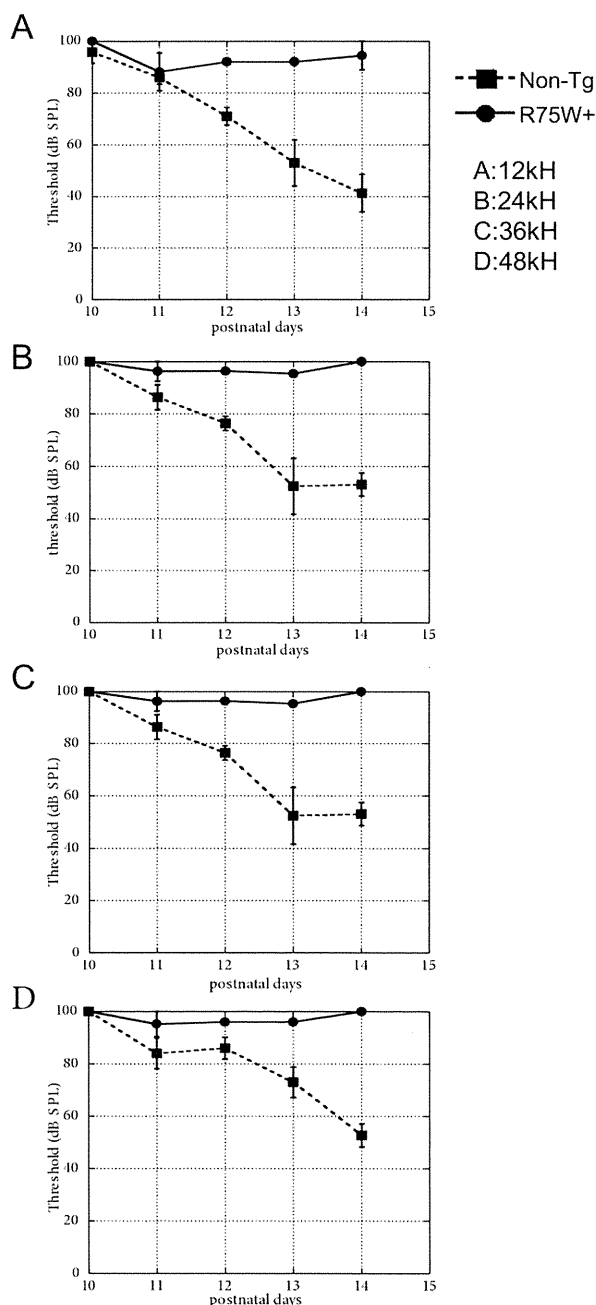 A
100
80
60
40
20
0
Threshold (dB SPL)
10 11 12 13 14 15
postnatal days
Non-Tg
R75W+
A:12kH
B:24kH
C:36kH
D:48kH
B
100
80
60
40
20
0
threshold (dB SPL)
10 11 12 13 14 15
postnatal days
C
100
80
60
40
20
0
Threshold (dB SPL)
10 11 12 13 14 15
postnatal days
D
100
80
60
40
20
0
Threshold (dB SPL)
10 11 12 13 14 15
postnatal days